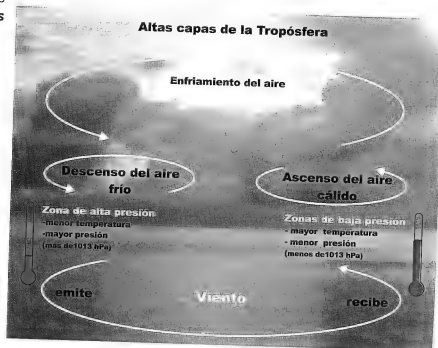 s
Altas capas de la Tropósfera
Enfriamiento del aire
Descenso del aire
frío
Ascenso del aire
cálido
Zona de alta presión
-menor temperatura
-mayor presión
(más de1013 hPa)
Zonas de baja presión
- mayor temperatura
- menor presión
(menos de1013 hPa)
emite
Viento
recibe